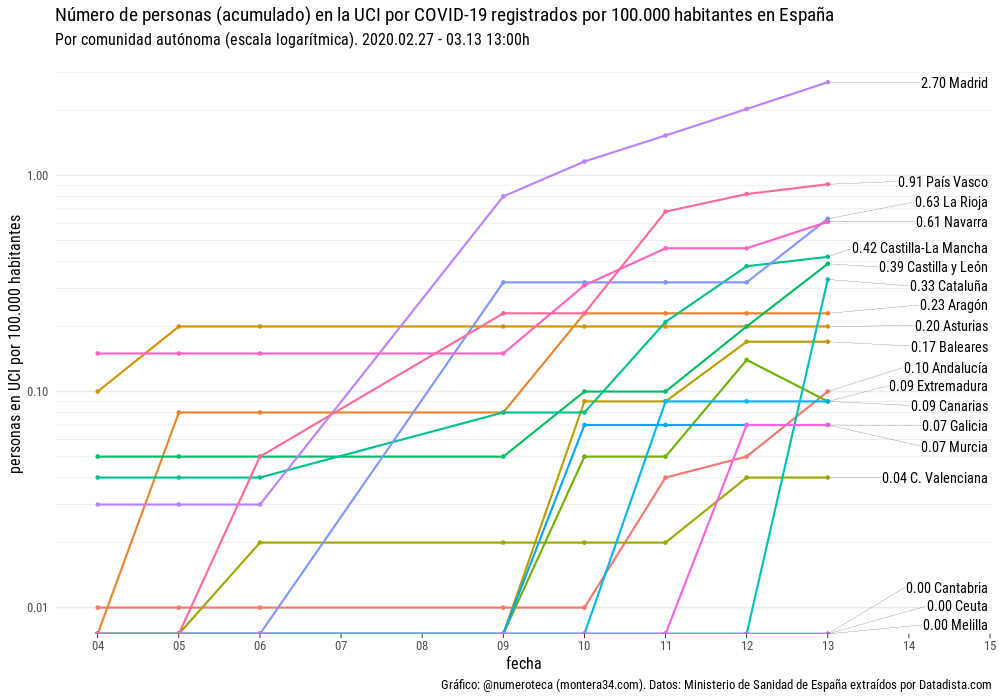 Número de personas (acumulado) en la UCI por COVID-19 registrados por 100.000 habitantes en España
Por comunidad autónoma (escala logarítmica). 2020.02.27 - 03.13 13:00h
personas en UCI por 100.000 habitantes
1.00
0.10
0.01
2.70 Madrid
0.91 País Vasco
0.63 La Rioja
0.61 Navarra
0.42 Castilla-La Mancha
0.39 Castilla y León
0.33 Cataluña
0.23 Aragón
0.20 Asturias
0.17 Baleares
0.10 Andalucía
0.09 Extremadura
0.09 Canarias
0.07 Galicia
0.07 Murcia
0.04 C. Valenciana
0.00 Cantabria
0.00 Ceuta
0.00 Melilla
04 05 06 07 08 09 10 11 12 13 14 15
fecha
Gráfico: @numeroteca (montera34.com). Datos: Ministerio de Sanidad de España extraídos por Datadista.com